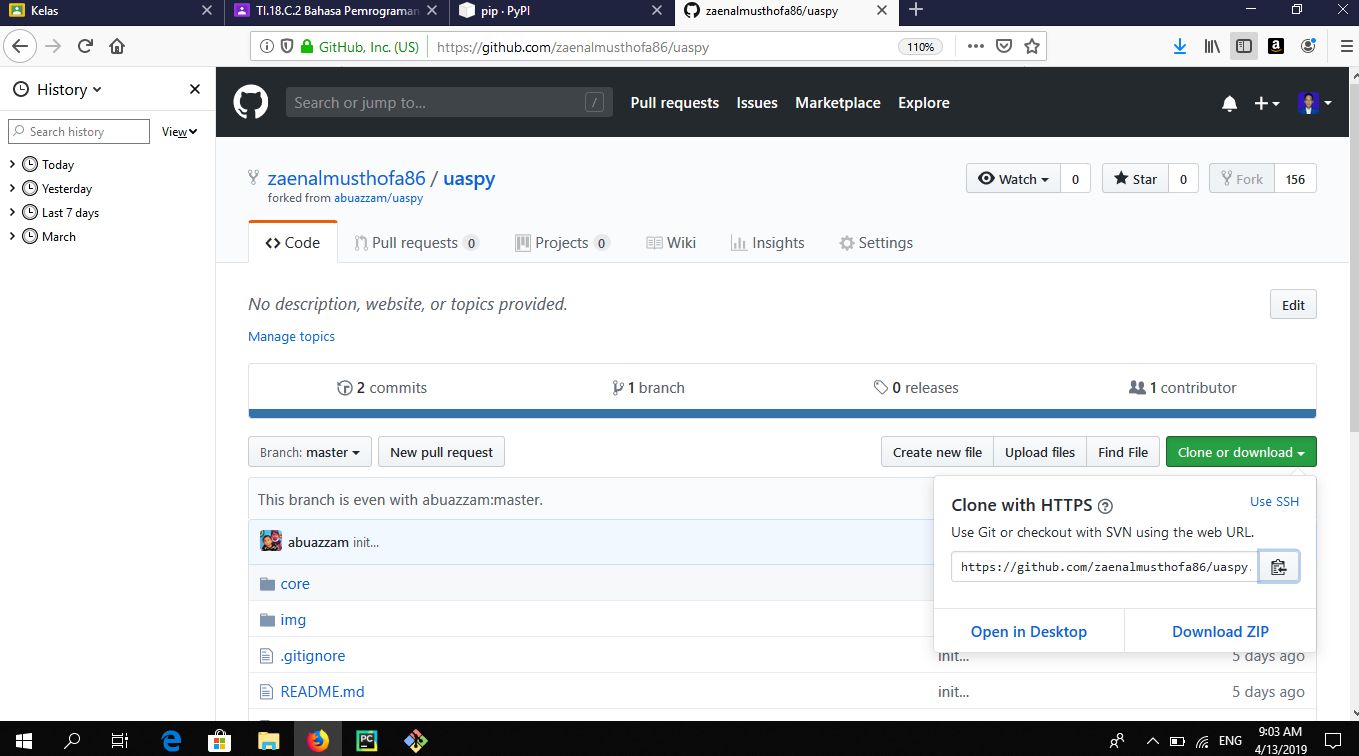 Kelas
TI.18.C.2 Bahasa Pemrograman
pip · PyPI
zaenalmusthofa86/uaspy
GitHub, Inc. (US)
https://github.com/zaenalmusthofa86/uaspy
110%
History
Search history
View
Today
Yesterday
Last 7 days
March
Search or jump to...
/
Pull requests
Issues
Marketplace
Explore
zaenalmusthofa86 / uaspy
forked from abuazzam/uaspy
Watch 0
Star 0
Fork 156
Code
Pull requests 0
Projects 0
Wiki
Insights
Settings
No description, website, or topics provided.
Edit
Manage topics
2 commits
1 branch
0 releases
1 contributor
Branch: master
New pull request
Create new file
Upload files
Find File
Clone or download
This branch is even with abuazzam:master.
Clone with HTTPS
Use SSH
Use Git or checkout with SVN using the web URL.
https://github.com/zaenalmusthofa86/uaspy.
Open in Desktop
Download ZIP
abuazzam init...
core
img
.gitignore
init...
5 days ago
README.md
init...
5 days ago
PC
ENG
9:03 AM
4/13/2019